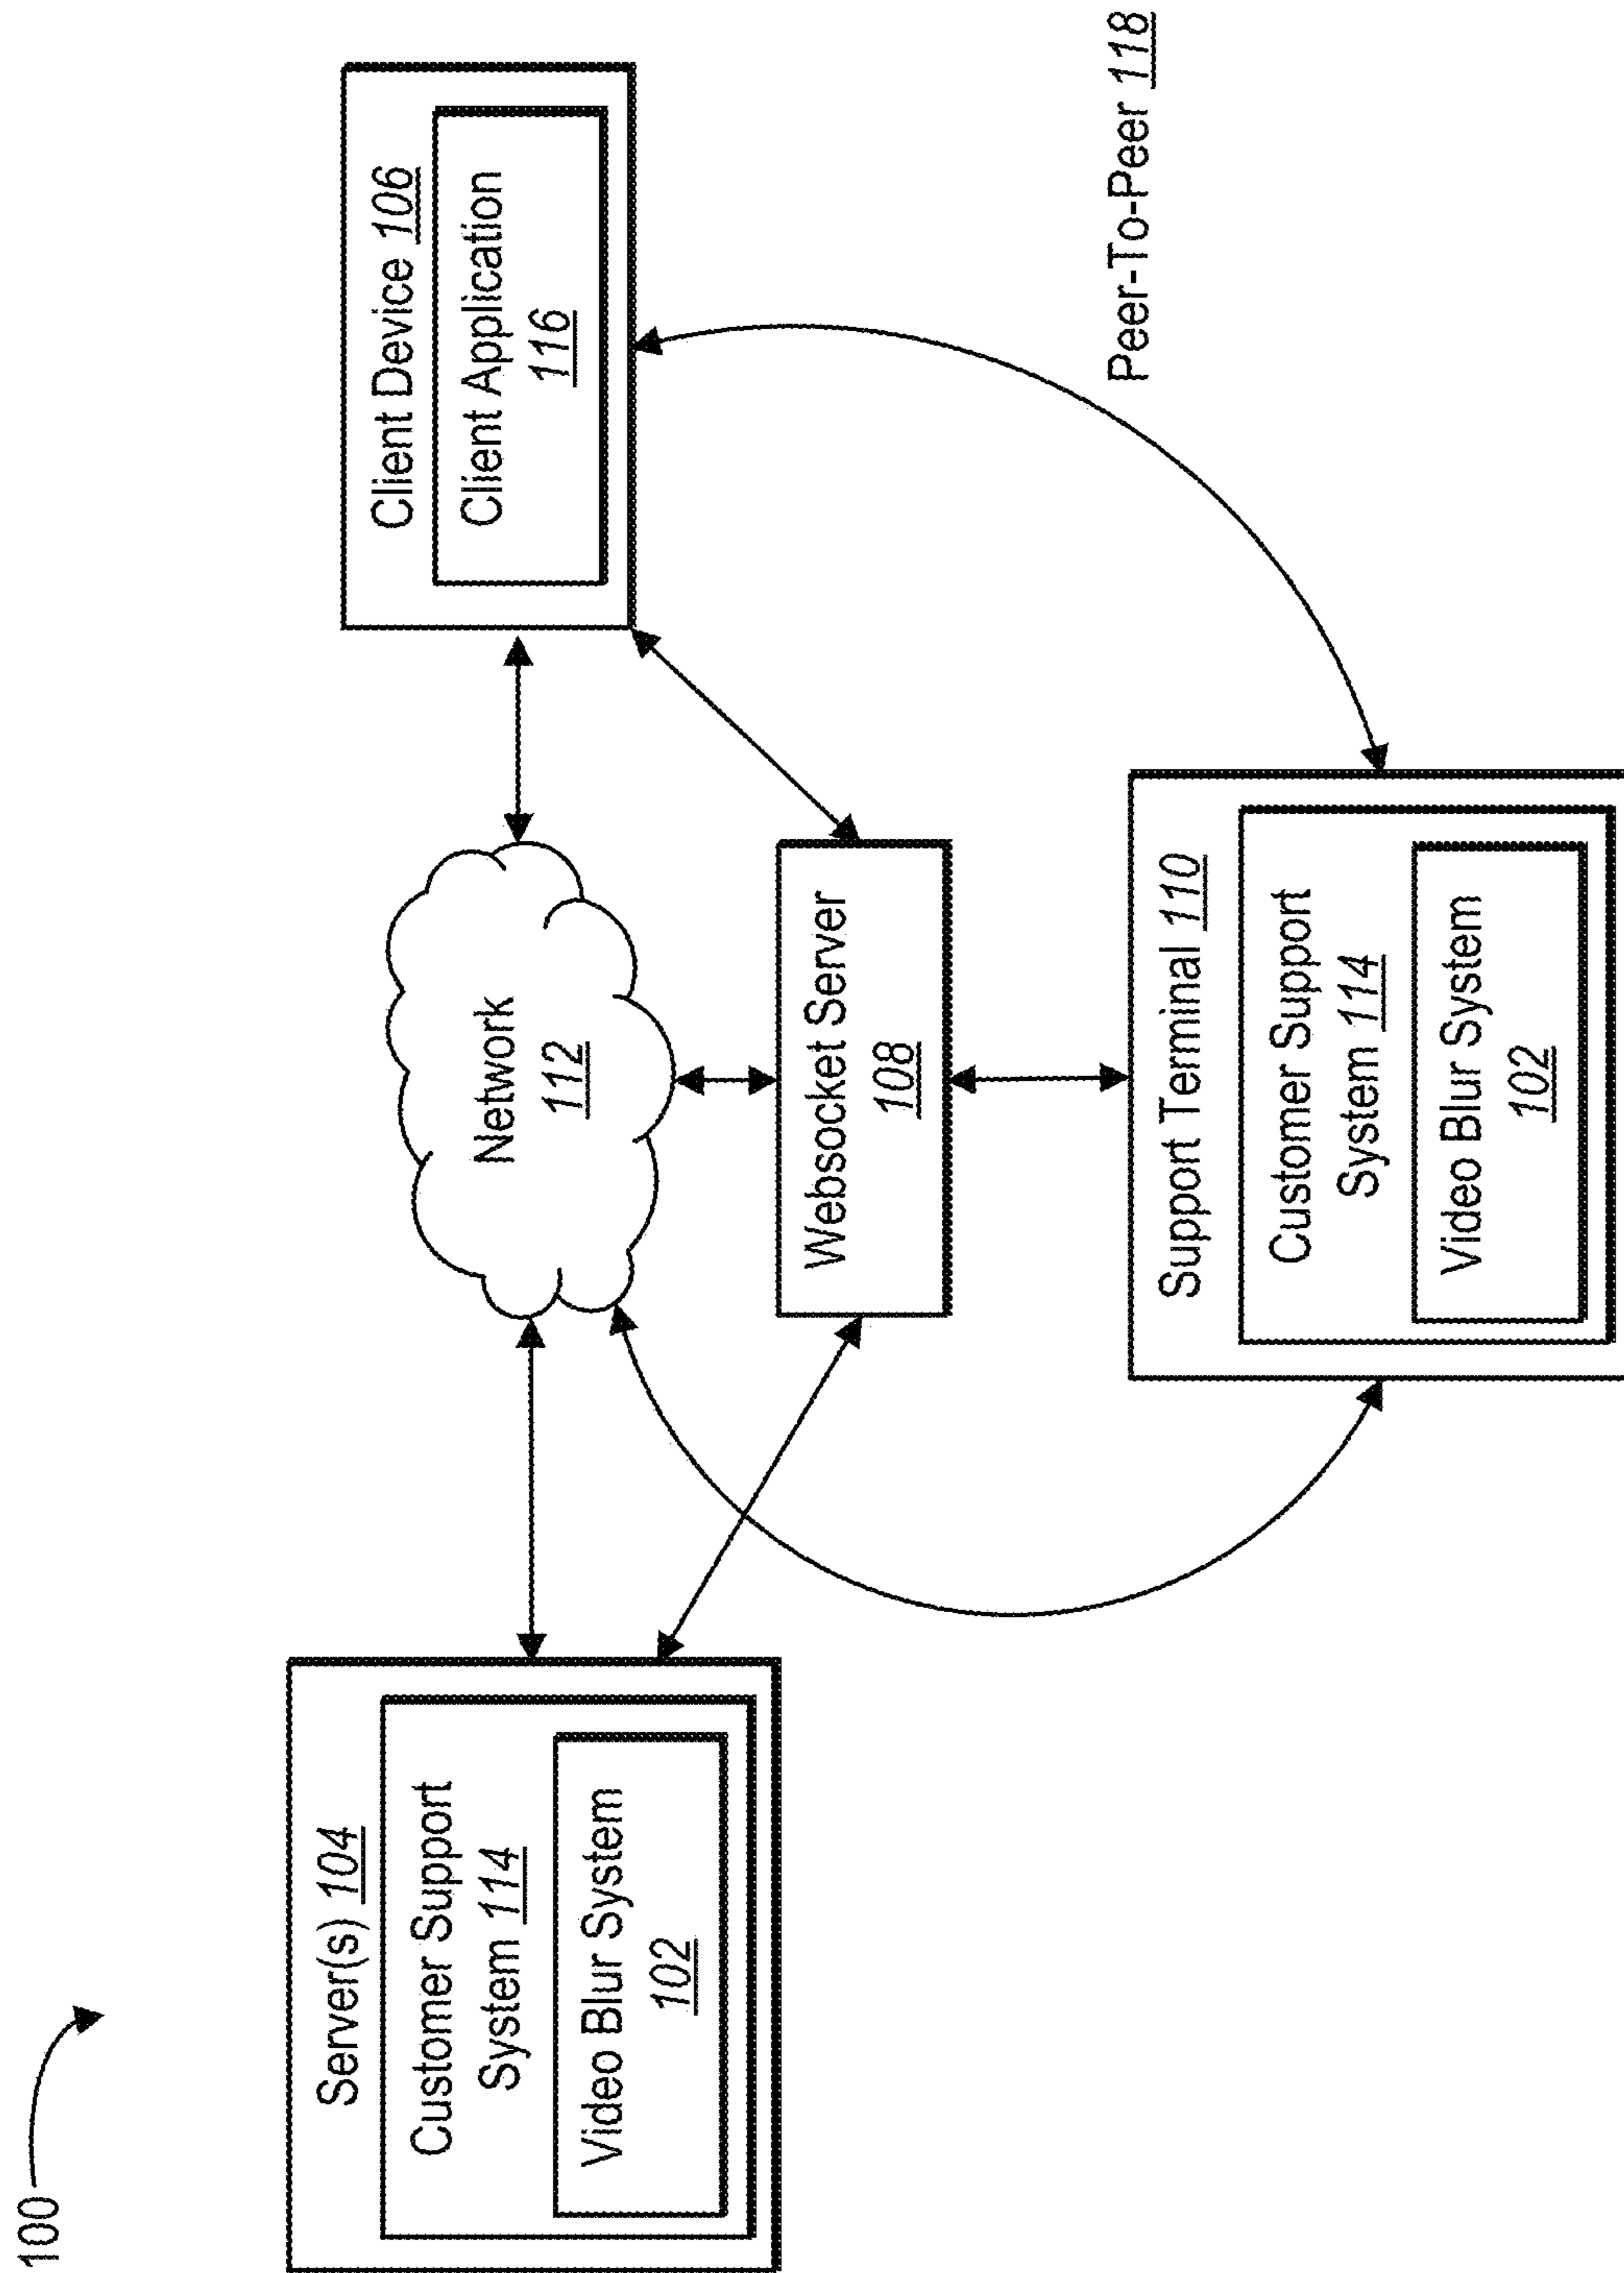 100
Server(s) 104
Customer Support
System 114
Video Blur System
102
Network
112
Client Device 106
Client Application
116
Websocket Server
108
Peer-To-Peer 118
Support Terminal 110
Customer Support
System 114
Video Blur System
102